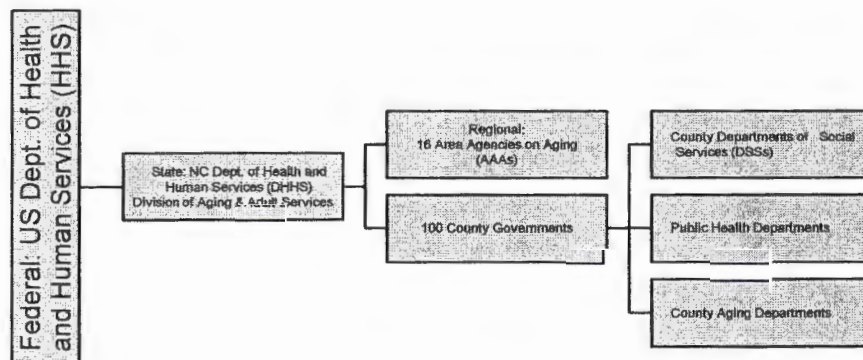 Federal: US Dept. of Health
and Human Services (HHS)
State: NC Dept. of Health and
Human Services (DHHS)
Division of Aging & Adult Services
Regional:
16 Area Agencies on Aging
(AAAs)
100 County Governments
County Departments of Social
Services (DSSs)
Public Health Departments
County Aging Departments